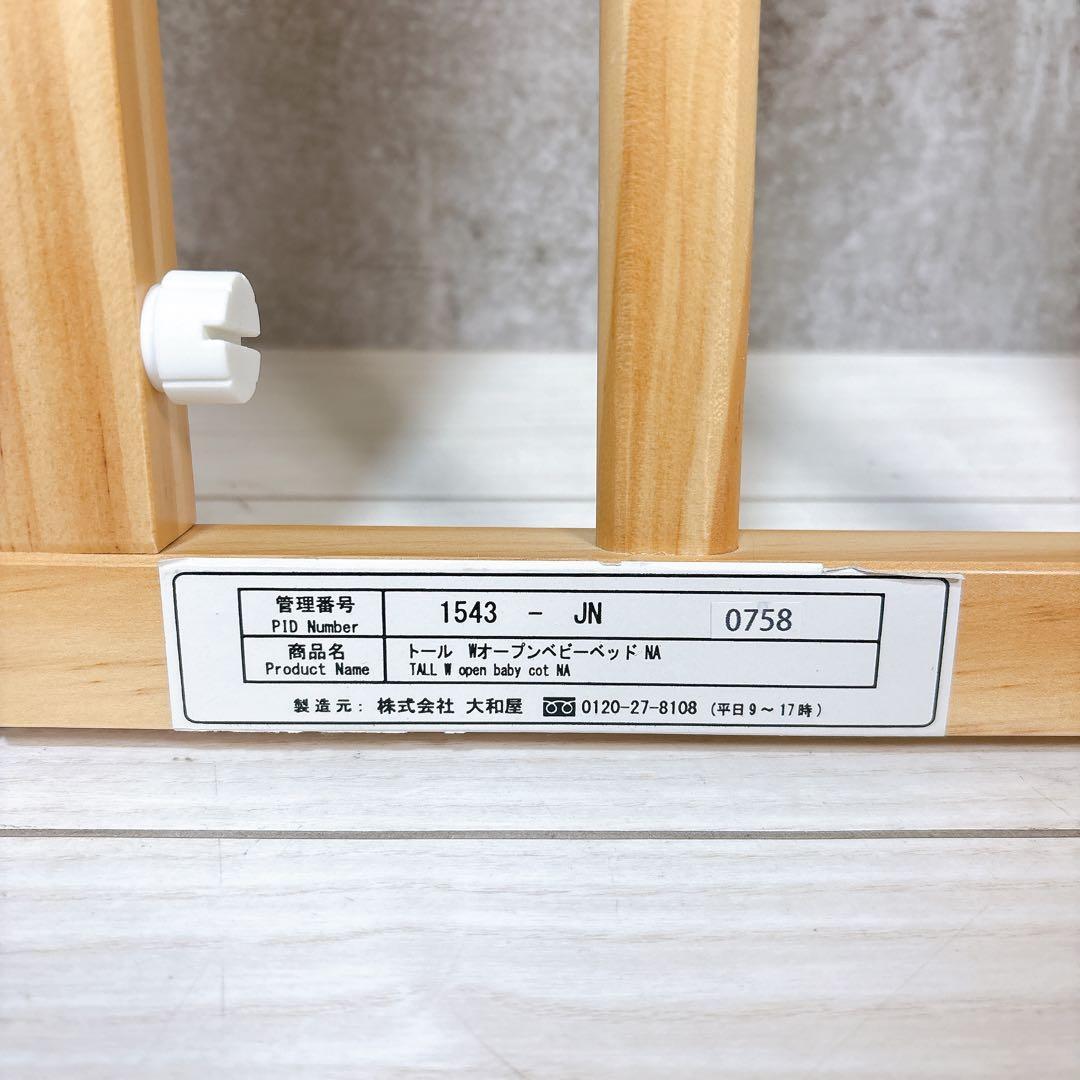 管理番号 1543 - JN 0758
PID Number
商品名 トール Wオープンベビーベッド NA
Product Name TALL W open baby cot NA
製造元: 株式会社 大和屋 0120-27-8108 (平日9～17時)